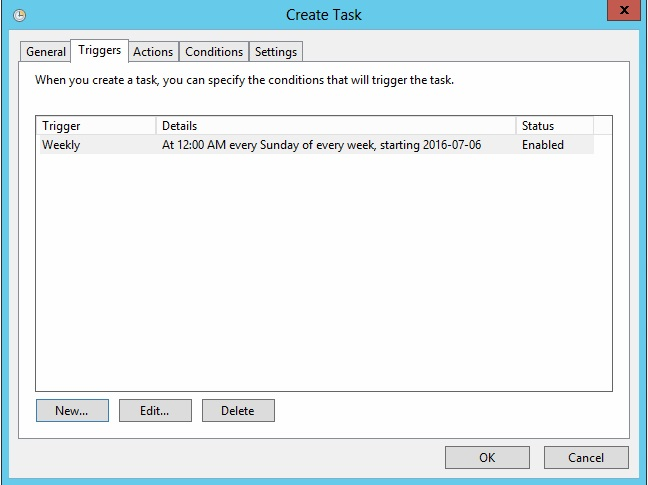 Create Task
x
General Triggers Actions Conditions Settings
When you create a task, you can specify the conditions that will trigger the task.
Trigger Details Status
Weekly At 12:00 AM every Sunday of every week, starting 2016-07-06 Enabled
New... Edit... Delete
OK Cancel